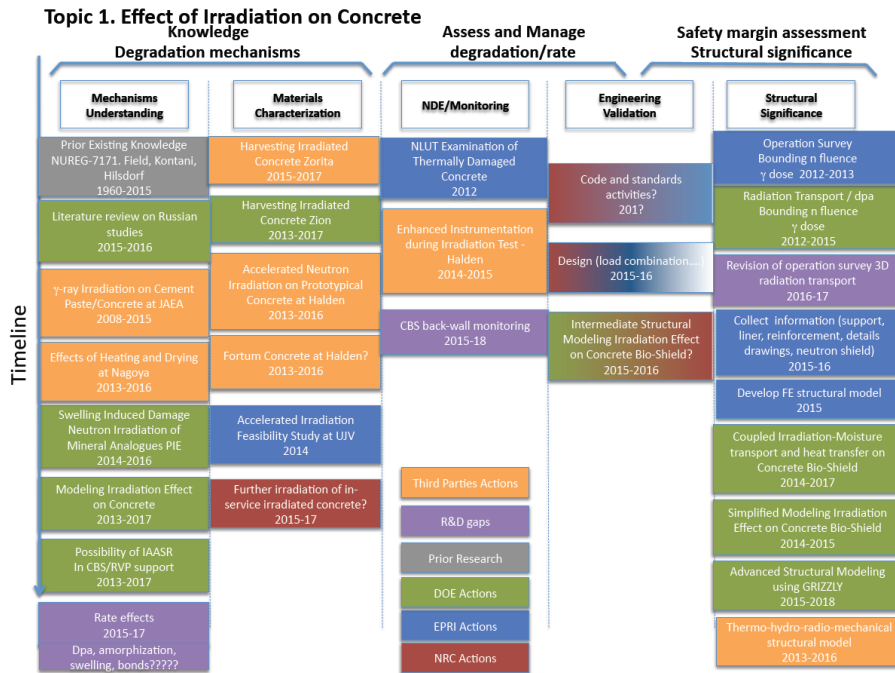 Topic 1. Effect of Irradiation on Concrete
Knowledge
Degradation mechanisms
Assess and Manage
degradation/rate
Safety margin assessment
Structural significance
Timeline
Mechanisms
Understanding
Prior Existing Knowledge
NUREG-7171. Field, Kontani,
Hilsdorf
1960-2015
Literature review on Russian
studies
2015-2016
γ-ray Irradiation on Cement
Paste/Concrete at JAEA
2008-2015
Effects of Heating and Drying
at Nagoya
2013-2016
Swelling Induced Damage
Neutron Irradiation of
Mineral Analogues PIE
2014-2016
Modeling Irradiation Effect
on Concrete
2013-2017
Possibility of IAASR
In CBS/RVP support
2013-2017
Rate effects
2015-17
Dpa, amorphization,
swelling, bonds?????
Materials
Characterization
Harvesting Irradiated
Concrete Zorita
2015-2017
Harvesting Irradiated
Concrete Zion
2013-2017
Accelerated Neutron
Irradiation on Prototypical
Concrete at Halden
2013-2016
Fortum Concrete at Halden?
2013-2016
Accelerated Irradiation
Feasibility Study at UJV
2014
Further irradiation of in-
service irradiated concrete?
2015-17
NDE/Monitoring
NLUT Examination of
Thermally Damaged
Concrete
2012
Enhanced Instrumentation
during Irradiation Test -
Halden
2014-2015
CBS back-wall monitoring
2015-18
Third Parties Actions
R&D gaps
Prior Research
DOE Actions
EPRI Actions
NRC Actions
Engineering
Validation
Code and standards
activities?
201?
Design (load combination....)
2015-16
Intermediate Structural
Modeling Irradiation Effect
on Concrete Bio-Shield?
2015-2016
Structural
Significance
Operation Survey
Bounding n fluence
γ dose 2012-2013
Radiation Transport / dpa
Bounding n fluence
γ dose
2012-2015
Revision of operation survey 3D
radiation transport
2016-17
Collect information (support,
liner, reinforcement, details
drawings, neutron shield)
2015-16
Develop FE structural model
2015
Coupled Irradiation-Moisture
transport and heat transfer on
Concrete Bio-Shield
2014-2017
Simplified Modeling Irradiation
Effect on Concrete Bio-Shield
2014-2015
Advanced Structural Modeling
using GRIZZLY
2015-2018
Thermo-hydro-radio-mechanical
structural model
2013-2016